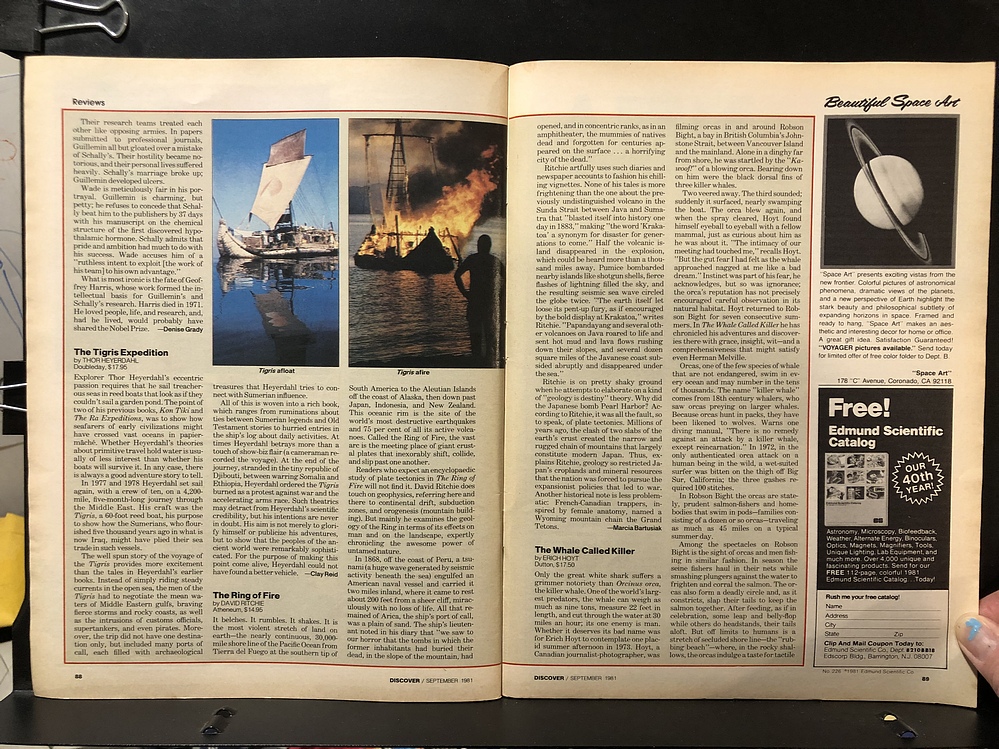 Reviews
Their research teams treated each
other like opposing armies. In papers
submitted to professional journals,
Guillemin all but gloated over a mistake
of Schally's. Their hostility became no-
torious, and their personal lives suffered
heavily. Schally's marriage broke up;
Guillemin developed ulcers.
Wade is meticulously fair in his por-
trayal. Guillemin is charming, but
petty; he refuses to concede that Schal-
ly beat him to the publishers by 37 days
with his manuscript on the chemical
structure of the first discovered hypo-
thalamic hormone. Schally admits that
pride and ambition had much to do with
his success. Wade accuses him of a
"ruthless intent to exploit [the work of
his team] to his own advantage."
What is most ironic is the fate of Geof-
frey Harris, whose work formed the in-
tellectual basis for Guillemin's and
Schally's research. Harris died in 1971.
He loved people, life, and research, and,
had he lived, would probably have
shared the Nobel Prize. —Denise Grady
The Tigris Expedition
by THOR HEYERDAHL
Doubleday, $17.95
Explorer Thor Heyerdahl's eccentric
passion requires that he sail treacher-
ous seas in reed boats that look as if they
couldn't sail a garden pond. The point of
two of his previous books, Kon Tiki and
The Ra Expeditions, was to show how
seafarers of early civilizations might
have crossed vast oceans in papier-
mâché. Whether Heyerdahl's theories
about primitive travel hold water is usu-
ally of less interest than whether his
boats will survive it. In any case, there
is always a good adventure story to tell.
In 1977 and 1978 Heyerdahl set sail
again, with a crew of ten, on a 4,200-
mile, five-month-long journey through
the Middle East. His craft was the
Tigris, a 60-foot reed boat, his purpose
to show how the Sumerians, who flour-
ished five thousand years ago in what is
now Iraq, might have plied their sea
trade in such vessels.
The well spun story of the voyage of
the Tigris provides more excitement
than the tales in Heyerdahl's earlier
books. Instead of simply riding steady
currents in the open sea, the men of the
Tigris had to negotiate the mean wa-
ters of Middle Eastern gulfs, braving
fierce storms and rocky coasts, as well
as the intrusions of customs officials,
supertankers, and even pirates. More-
over, the trip did not have one destina-
tion only, but included many ports of
call, each filled with archaeological
Tigris afloat
Tigris afire
treasures that Heyerdahl tries to con-
nect with Sumerian influence.
All of this is woven into a rich book,
which ranges from ruminations about
ties between Sumerian legends and Old
Testament stories to hurried entries in
the ship's log about daily activities. At
times Heyerdahl betrays more than a
touch of show-biz flair (a cameraman re-
corded the voyage). At the end of the
journey, stranded in the tiny republic of
Djibouti, between warring Somalia and
Ethiopia, Heyerdahl ordered the Tigris
burned as a protest against war and the
accelerating arms race. Such theatrics
may detract from Heyerdahl's scientific
credibility, but his intentions are never
in doubt. His aim is not merely to glori-
fy himself or publicize his adventures,
but to show that the peoples of the an-
cient world were remarkably sophisti-
cated. For the purpose of making this
point come alive, Heyerdahl could not
have found a better vehicle. —Clay Reid
The Ring of Fire
by DAVID RITCHIE
Atheneum, $14.95
It belches. It rumbles. It shakes. It is
the most violent stretch of land on
earth—the nearly continuous, 30,000-
mile shore line of the Pacific Ocean from
Tierra del Fuego at the southern tip of
South America to the Aleutian Islands
off the coast of Alaska, then down past
Japan, Indonesia, and New Zealand.
This oceanic rim is the site of the
world's most destructive earthquakes
and 75 per cent of all its active volca-
noes. Called the Ring of Fire, the vast
arc is the meeting place of giant crust-
al plates that inexorably shift, collide,
and slip past one another.
Readers who expect an encyclopaedic
study of plate tectonics in The Ring of
Fire will not find it. David Ritchie does
touch on geophysics, referring here and
there to continental drift, subduction
zones, and orogenesis (mountain build-
ing). But mainly he examines the geol-
ogy of the Ring in terms of its effects on
man and on the landscape, expertly
chronicling the awesome power of
untamed nature.
In 1868, off the coast of Peru, a tsu-
nami (a huge wave generated by seismic
activity beneath the sea) engulfed an
American naval vessel and carried it
two miles inland, where it came to rest
about 200 feet from a sheer cliff, mirac-
ulously with no loss of life. All that re-
mained of Arica, the ship's port of call,
was a plain of sand. The ship's lieuten-
ant noted in his diary that "we saw to
our horror that the tombs in which the
former inhabitants had buried their
dead, in the slope of the mountain, had
88
DISCOVER / SEPTEMBER 1981
opened, and in concentric ranks, as in an
amphitheater, the mummies of natives
dead and forgotten for centuries ap-
peared on the surface . . . a horrifying
city of the dead."
Ritchie artfully uses such diaries and
newspaper accounts to fashion his chill-
ing vignettes. None of his tales is more
frightening than the one about the pre-
viously undistinguished volcano in the
Sunda Strait between Java and Suma-
tra that "blasted itself into history one
day in 1883," making "the word 'Kraka-
toa' a synonym for disaster for genera-
tions to come." Half the volcanic is-
land disappeared in the explosion,
which could be heard more than a thou-
sand miles away. Pumice bombarded
nearby islands like shotgun shells, fierce
flashes of lightning filled the sky, and
the resulting seismic sea wave circled
the globe twice. "The earth itself let
loose its pent-up fury, as if encouraged
by the bold display at Krakatoa," writes
Ritchie. "Papandayang and several oth-
er volcanoes on Java roared to life and
sent hot mud and lava flows rushing
down their slopes, and several dozen
square miles of the Javanese coast sub-
sided abruptly and disappeared under
the sea."
Ritchie is on pretty shaky ground
when he attempts to elaborate on a kind
of "geology is destiny" theory. Why did
the Japanese bomb Pearl Harbor? Ac-
cording to Ritchie, it was all the fault, so
to speak, of plate tectonics. Millions of
years ago, the clash of two slabs of the
earth's crust created the narrow and
rugged chain of mountains that largely
constitute modern Japan. Thus, ex-
plains Ritchie, geology so restricted Ja-
pan's croplands and mineral resources
that the nation was forced to pursue the
expansionist policies that led to war.
Another historical note is less problem-
atic: French-Canadian trappers, in-
spired by female anatomy, named a
Wyoming mountain chain the Grand
Tetons. —Marcia Bartusiak
The Whale Called Killer
by ERICH HOYT
Dutton, $17.50
Only the great white shark suffers a
grimmer notoriety than Orcinus orca,
the killer whale. One of the world's larg-
est predators, the whale can weigh as
much as nine tons, measure 22 feet in
length, and cut through the water at 30
miles an hour; its one enemy is man.
Whether it deserves its bad name was
for Erich Hoyt to contemplate one plac-
id summer afternoon in 1973. Hoyt, a
Canadian journalist-photographer, was
filming orcas in and around Robson
Bight, a bay in British Columbia's John-
stone Strait, between Vancouver Island
and the mainland. Alone in a dinghy far
from shore, he was startled by the "Ka-
woof!" of a blowing orca. Bearing down
on him were the black dorsal fins of
three killer whales.
Two veered away. The third sounded;
suddenly it surfaced, nearly swamping
the boat. The orca blew again, and
when the spray cleared, Hoyt found
himself eyeball to eyeball with a fellow
mammal, just as curious about him as
he was about it. "The intimacy of our
meeting had touched me," recalls Hoyt.
"But the gut fear I had felt as the whale
approached nagged at me like a bad
dream." Instinct was part of his fear, he
acknowledges, but so was ignorance;
the orca's reputation has not precisely
encouraged careful observation in its
natural habitat. Hoyt returned to Rob-
son Bight for seven consecutive sum-
mers. In The Whale Called Killer he has
chronicled his adventures and discover-
ies there with grace, insight, wit—and a
comprehensiveness that might satisfy
even Herman Melville.
Orcas, one of the few species of whale
that are not endangered, swim in ev-
ery ocean and may number in the tens
of thousands. The name "killer whale"
comes from 18th century whalers, who
saw orcas preying on larger whales.
Because orcas hunt in packs, they have
been likened to wolves. Warns one
diving manual, "There is no remedy
against an attack by a killer whale,
except reincarnation." In 1972, in the
only authenticated orca attack on a
human being in the wild, a wet-suited
surfer was bitten on the thigh off Big
Sur, California; the three gashes re-
quired 100 stitches.
In Robson Bight the orcas are state-
ly, prudent salmon-fishers and home-
bodies that swim in pods—families con-
sisting of a dozen or so orcas—traveling
as much as 45 miles on a typical
summer day.
Among the spectacles on Robson
Bight is the sight of orcas and men fish-
ing in similar fashion. In season the
seine fishers haul in their nets while
smashing plungers against the water to
frighten and corral the salmon. The or-
cas also form a deadly circle and, as it
constricts, slap their tails to keep the
salmon together. After feeding, as if in
celebration, some leap and belly-flop
while others do headstands, their tails
aloft. But off limits to humans is a
stretch of secluded shore line—the "rub-
bing beach"—where, in the rocky shal-
lows, the orcas indulge a taste for tactile
DISCOVER / SEPTEMBER 1981
89
Beautiful Space Art
"Space Art" presents exciting vistas from the
new frontier. Colorful pictures of astronomical
phenomena, dramatic views of the planets,
and a new perspective of Earth highlight the
stark beauty and philosophical subtlety of
expanding horizons in space. Framed and
ready to hang, "Space Art" makes an aes-
thetic and interesting decor for home or office.
A great gift idea. Satisfaction Guaranteed!
"VOYAGER pictures available." Send today
for limited offer of free color folder to Dept. B.
"Space Art"
178 "C" Avenue, Coronado, CA 92118
Free!
Edmund Scientific
Catalog
OUR
40th
YEAR!
Astronomy, Microscopy, Biofeedback,
Weather, Alternate Energy, Binoculars,
Optics, Magnets, Magnifiers, Tools,
Unique Lighting, Lab Equipment, and
much more. Over 4,000 unique and
fascinating products. Send for our
FREE 112-page, colorful 1981
Edmund Scientific Catalog...Today!
Rush me your free catalog!
Name
Address
City
State Zip
Clip And Mail Coupon Today to:
Edmund Scientific Co., Dept.
Edscorp Bldg., Barrington, N.J. 08007
©1981 Edmund Scientific Co.